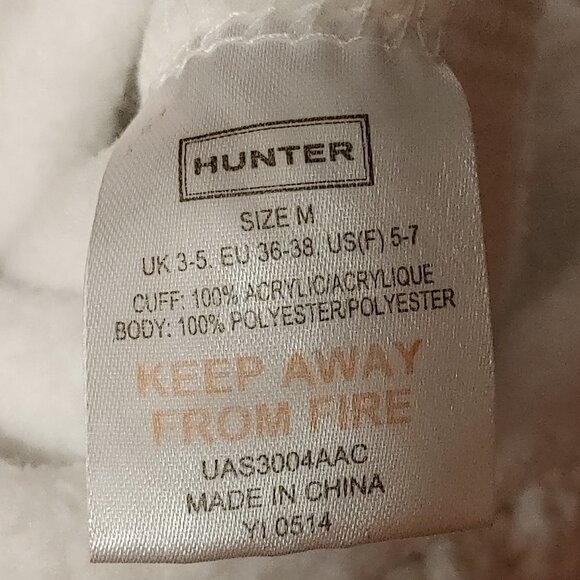 HUNTER
SIZE M
UK 3-5, EU 36-38, US(F) 5-7
CUFF: 100% ACRYLIC/ACRYLIQUE
BODY: 100% POLYESTER/POLYESTER
KEEP AWAY
FROM FIRE
UAS3004AAC
MADE IN CHINA
YI 0514